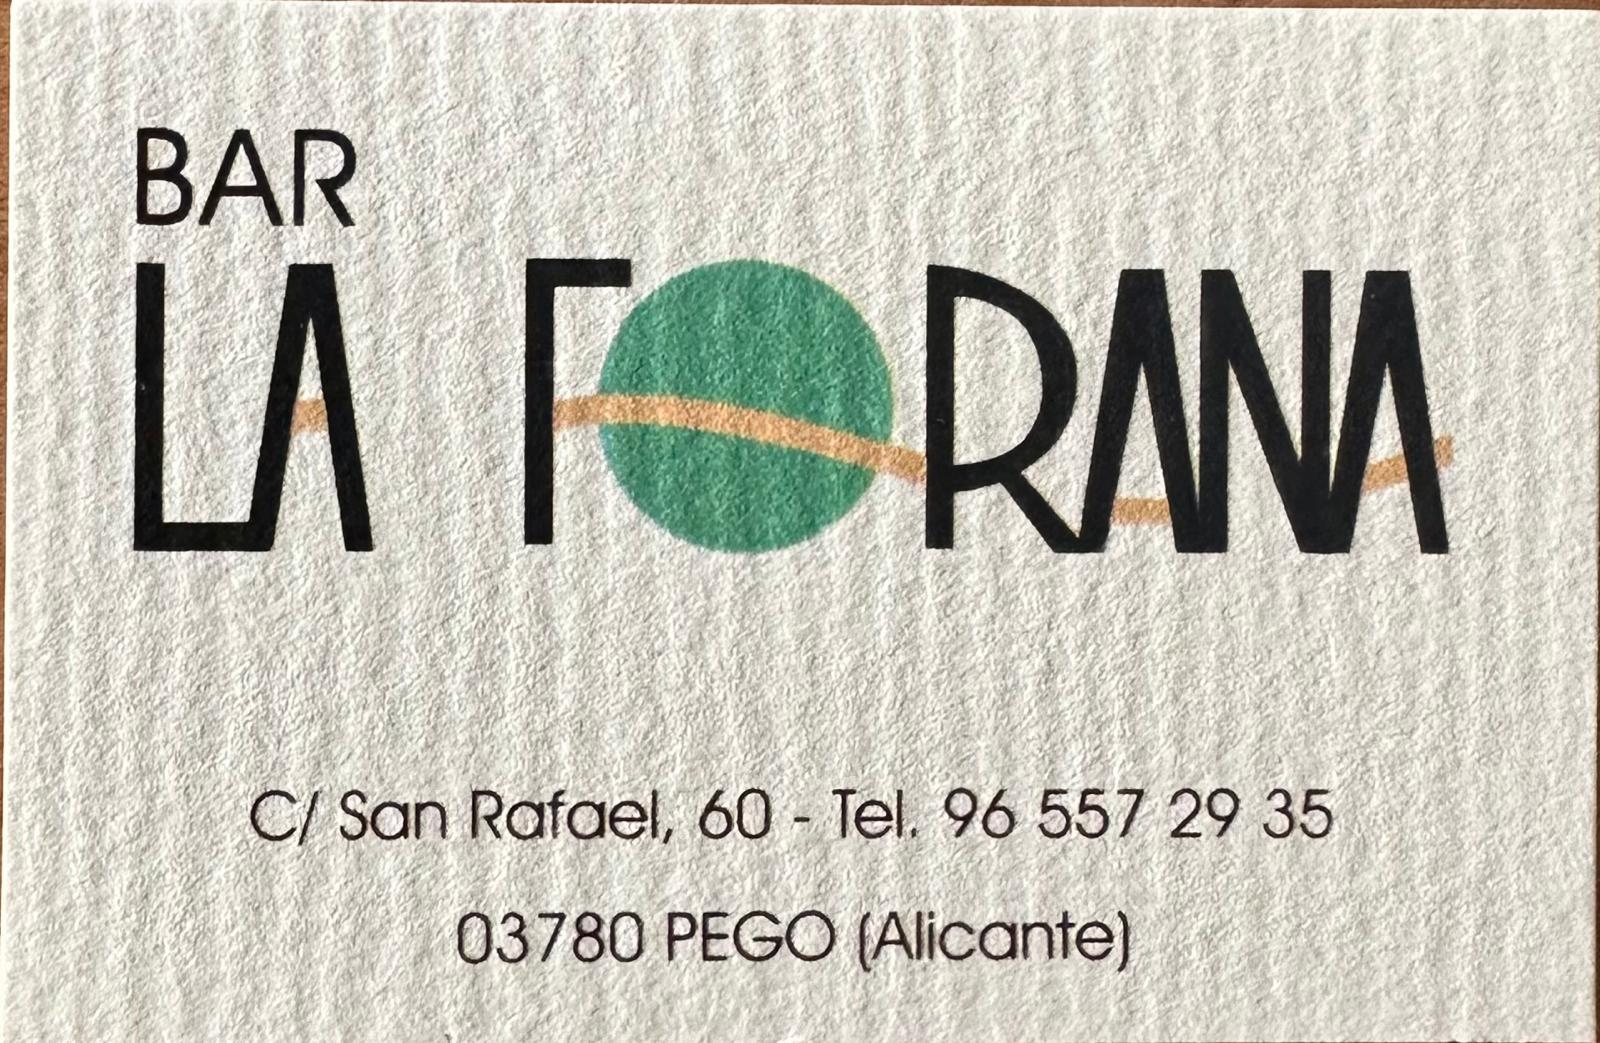 BAR
LA FORANA
C/ San Rafael, 60 - Tel. 96 557 29 35
03780 PEGO (Alicante)